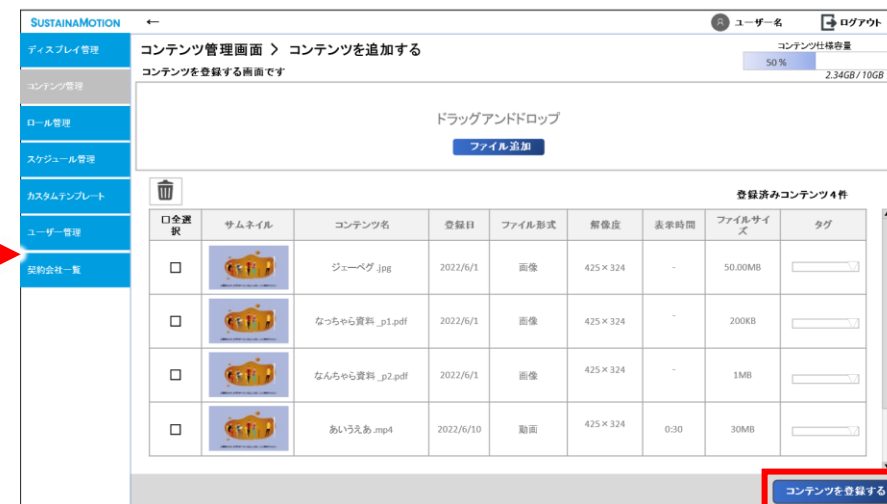 SUSTAINAMOTION
←
ユーザー名
ログアウト
ディスプレイ管理
コンテンツ管理
ロール管理
スケジュール管理
カスタムテンプレート
ユーザー管理
契約会社一覧
コンテンツ管理画面 〉 コンテンツを追加する
コンテンツを登録する画面です
コンテンツ仕様容量
50 %
2.34GB / 10GB
ドラッグアンドドロップ
ファイル追加
登録済みコンテンツ4件
口全選択 サムネイル コンテンツ名 登録日 ファイル形式 解像度 表示時間 ファイルサイズ タグ
ジェーペグ.jpg 2022/6/1 画像 425×324 - 50.00MB
なっちゃら資料_p1.pdf 2022/6/1 画像 425×324 - 200KB
なんちゃら資料_p2.pdf 2022/6/1 画像 425×324 - 1MB
あいうえあ.mp4 2022/6/10 動画 425×324 0:30 30MB
コンテンツを登録する